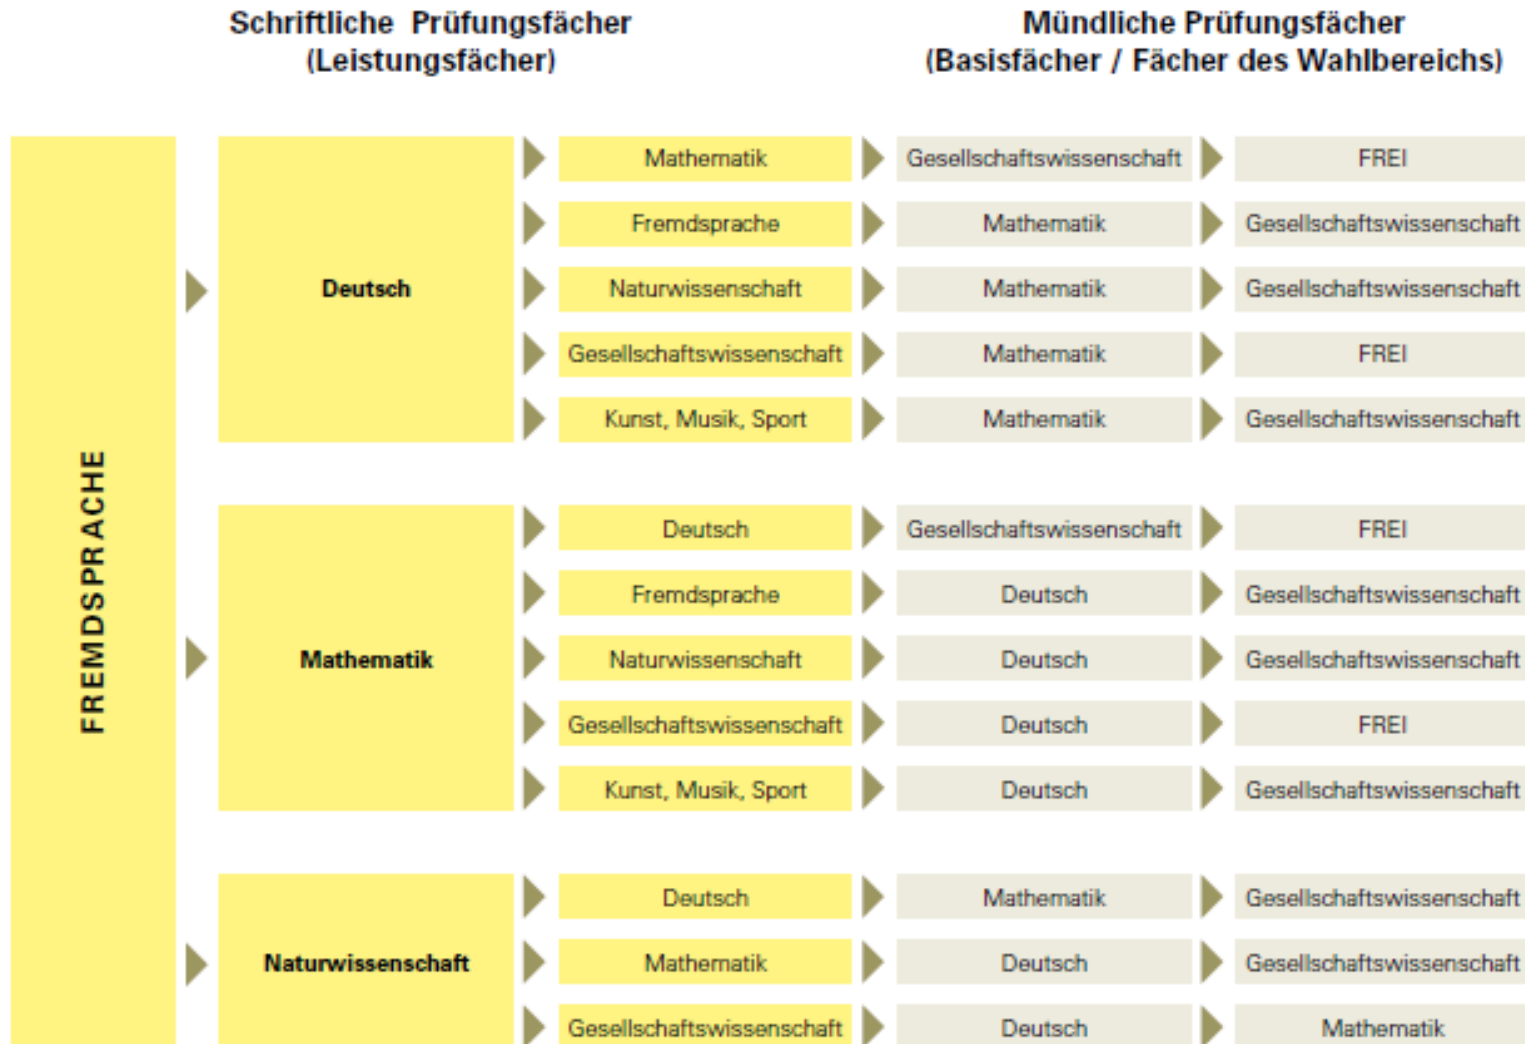 Schriftliche Prüfungsfächer
(Leistungsfächer)
Mündliche Prüfungsfächer
(Basisfächer / Fächer des Wahlbereichs)
FREMDSPRACHE
Deutsch
Mathematik
Gesellschaftswissenschaft
FREI
Fremdsprache
Mathematik
Gesellschaftswissenschaft
Naturwissenschaft
Mathematik
Gesellschaftswissenschaft
Gesellschaftswissenschaft
Mathematik
FREI
Kunst, Musik, Sport
Mathematik
Gesellschaftswissenschaft
Mathematik
Deutsch
Gesellschaftswissenschaft
FREI
Fremdsprache
Deutsch
Gesellschaftswissenschaft
Naturwissenschaft
Deutsch
Gesellschaftswissenschaft
Gesellschaftswissenschaft
Deutsch
FREI
Kunst, Musik, Sport
Deutsch
Gesellschaftswissenschaft
Naturwissenschaft
Deutsch
Mathematik
Gesellschaftswissenschaft
Mathematik
Deutsch
Gesellschaftswissenschaft
Gesellschaftswissenschaft
Deutsch
Mathematik